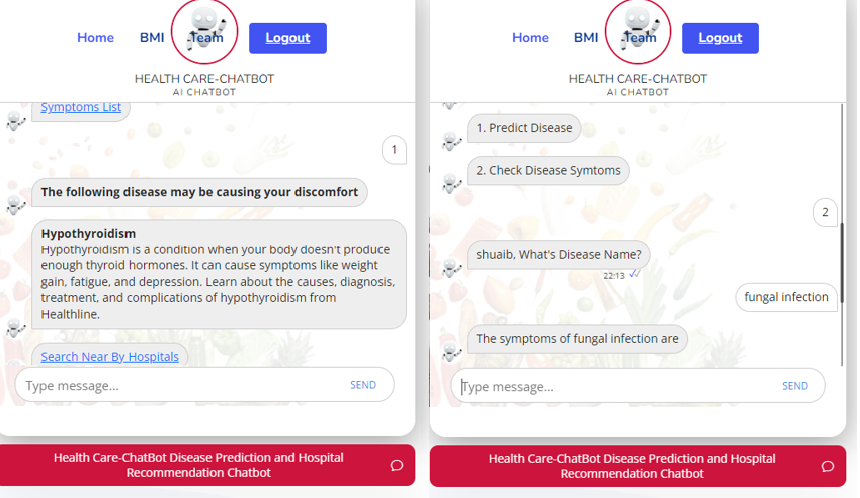 Home BMI Team Logout
HEALTH CARE-CHATBOT
AI CHATBOT
Symptoms List
1
The following disease may be causing your discomfort
Hypothyroidism
Hypothyroidism is a condition when your body doesn't produce
enough thyroid hormones. It can cause symptoms like weight
gain, fatigue, and depression. Learn about the causes, diagnosis,
treatment, and complications of hypothyroidism from
Healthline.
Search Near By Hospitals
Type message...
SEND
Health Care-ChatBot Disease Prediction and Hospital
Recommendation Chatbot
Home BMI Team Logout
HEALTH CARE-CHATBOT
AI CHATBOT
1. Predict Disease
2. Check Disease Symtoms
2
shuaib, What's Disease Name?
22:13
fungal infection
The symptoms of fungal infection are
Type message...
SEND
Health Care-ChatBot Disease Prediction and Hospital
Recommendation Chatbot